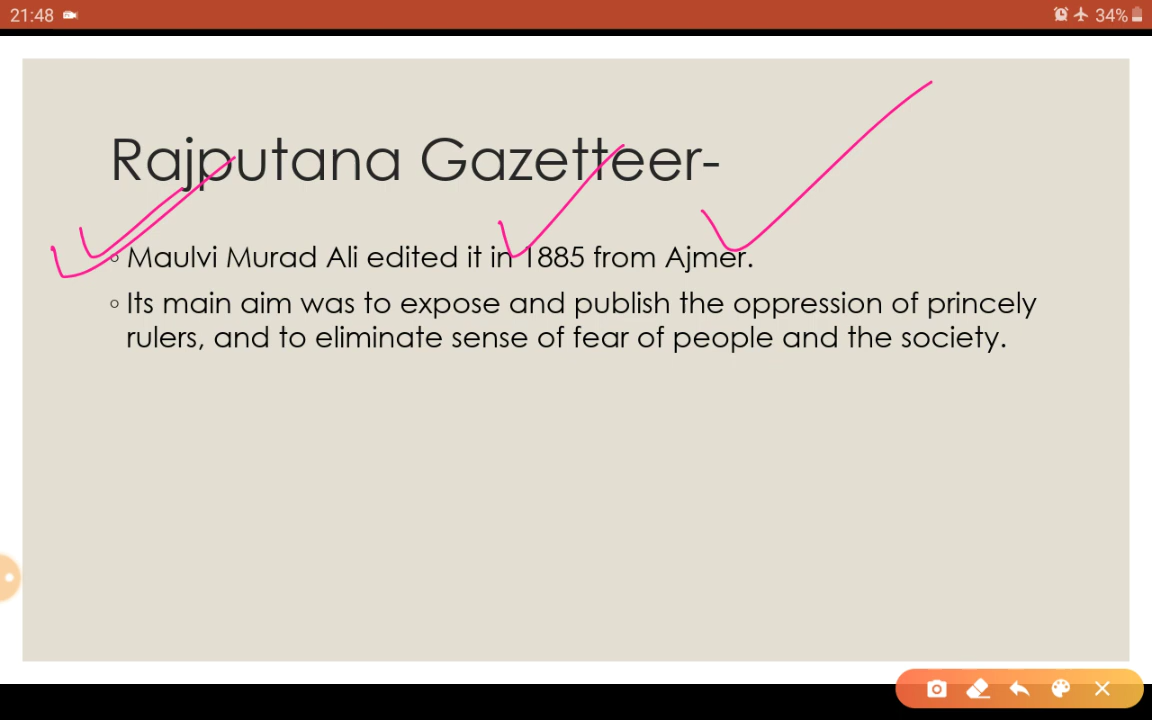 21:48
34%
Rajputana Gazetteer-
Maulvi Murad Ali edited it in 1885 from Ajmer.
Its main aim was to expose and publish the oppression of princely
rulers, and to eliminate sense of fear of people and the society.